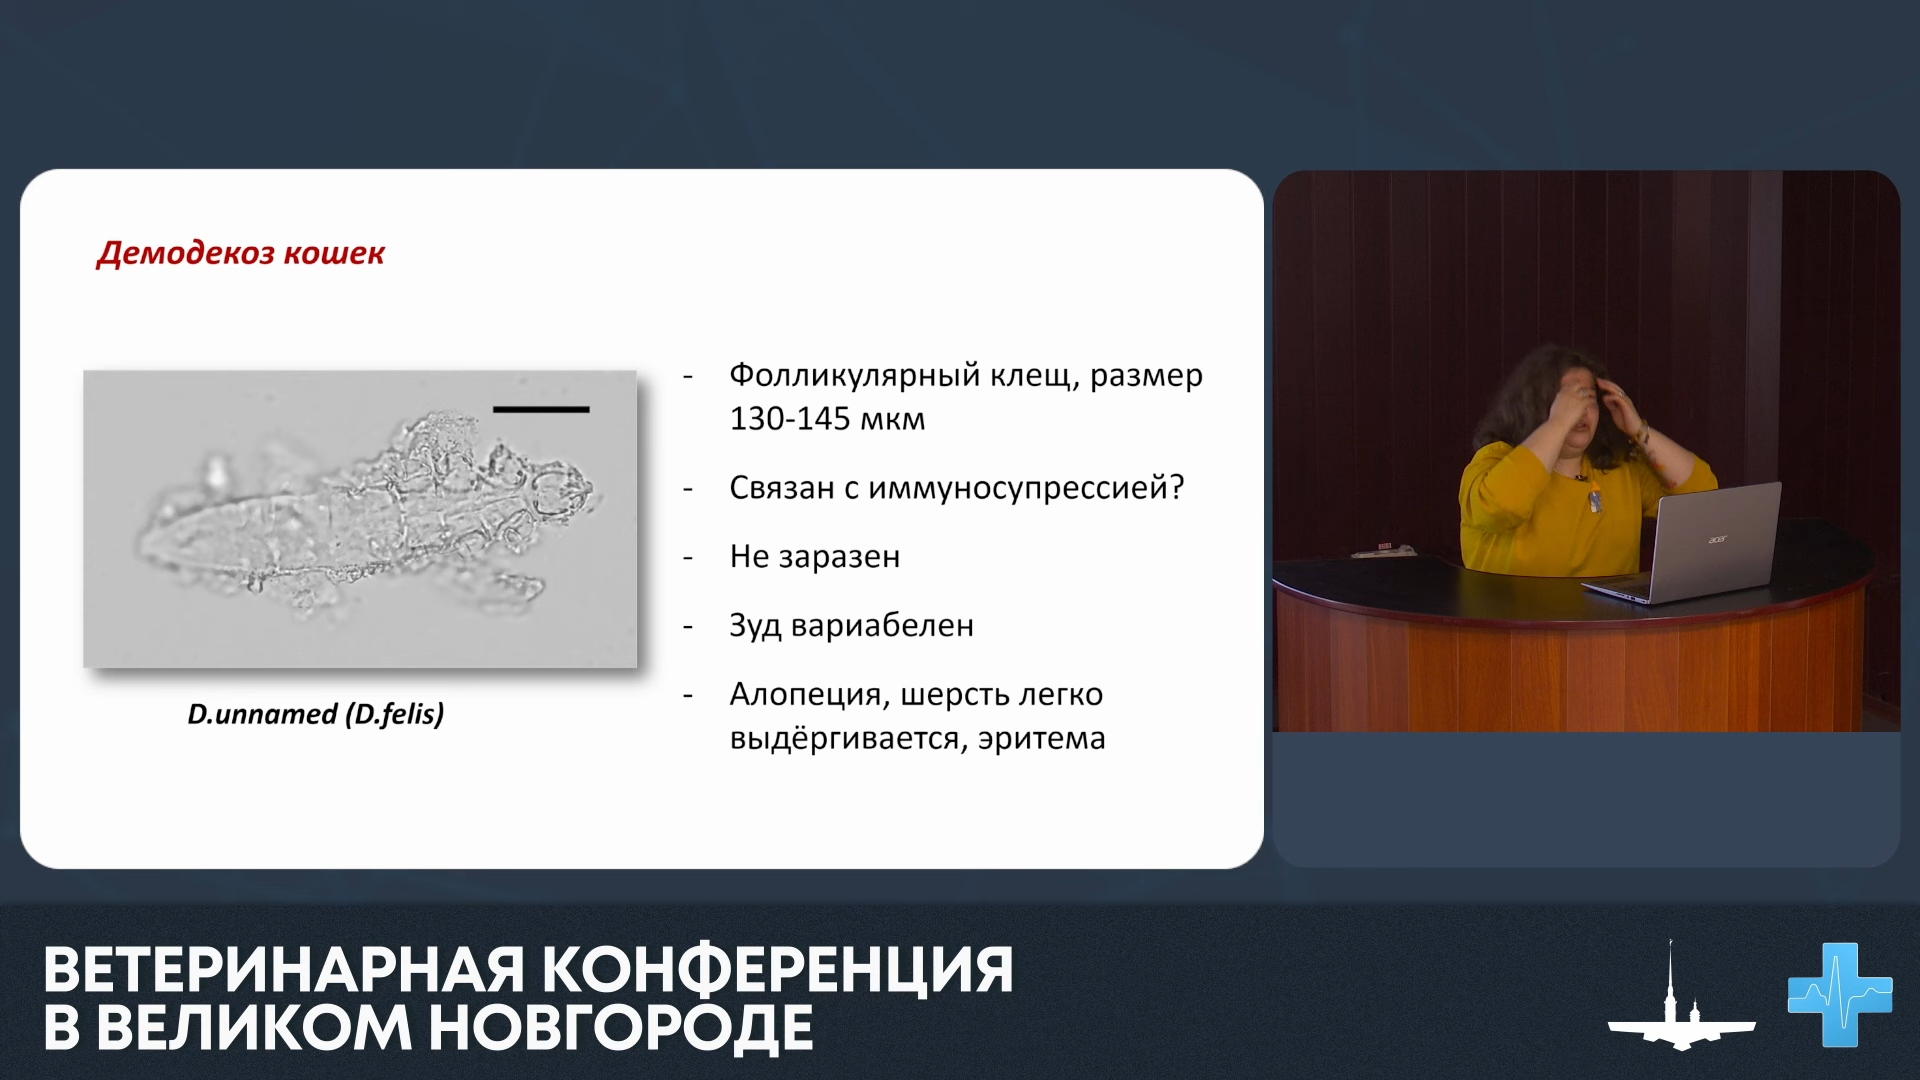 Демодекоз кошек
- Фолликулярный клещ, размер
130-145 мкм
- Связан с иммуносупрессией?
- Не заразен
- Зуд вариабелен
- Алопеция, шерсть легко
выдёргивается, эритема
D.unnamed (D.felis)
acer
ВЕТЕРИНАРНАЯ КОНФЕРЕНЦИЯ
В ВЕЛИКОМ НОВГОРОДЕ